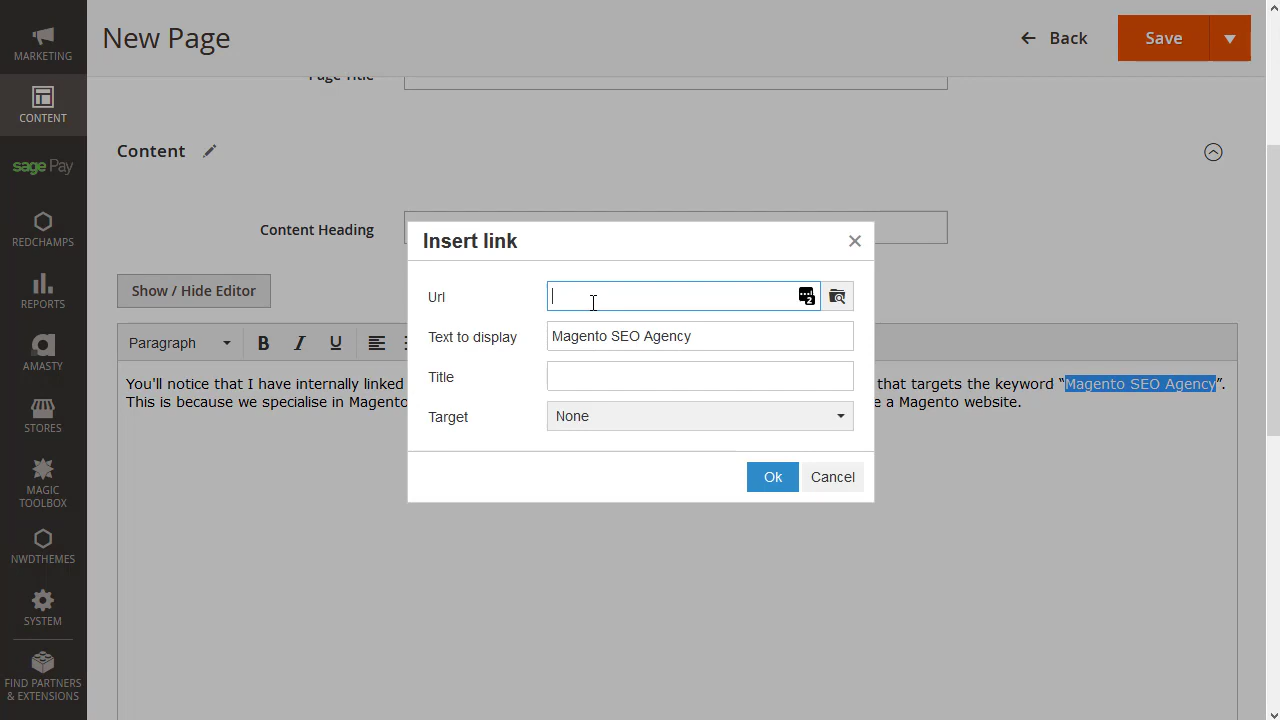 MARKETING
CONTENT
sage Pay
REDCHAMPS
REPORTS
AMASTY
STORES
MAGIC
TOOLBOX
NWDTHEMES
SYSTEM
FIND PARTNERS
& EXTENSIONS
New Page
Back
Save
Page Title
Content
Content Heading
Show / Hide Editor
Paragraph
B
I
U
You'll notice that I have internally linked
that targets the keyword “Magento SEO Agency”.
This is because we specialise in Magento
e a Magento website.
Insert link
Url
2
Text to display
Magento SEO Agency
Title
Target
None
Ok
Cancel